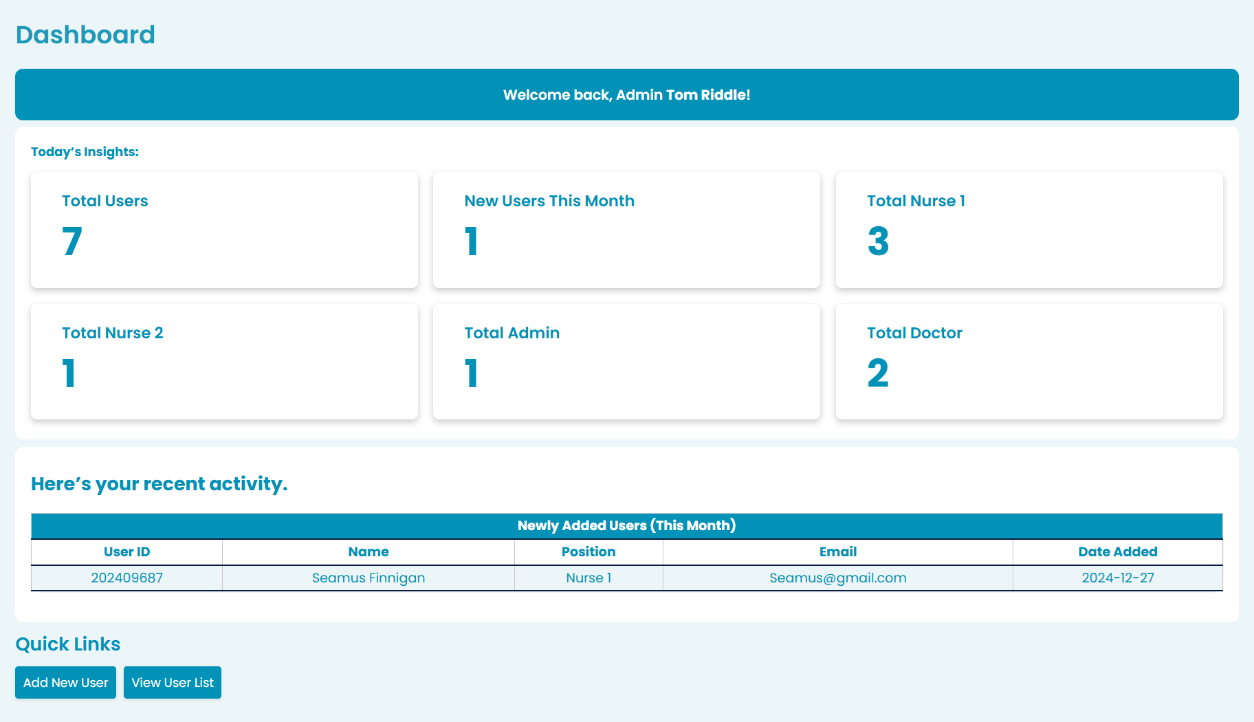 Dashboard
Welcome back, Admin Tom Riddle!
Today's Insights:
Total Users
7
New Users This Month
1
Total Nurse 1
3
Total Nurse 2
1
Total Admin
1
Total Doctor
2
Here's your recent activity.
Newly Added Users (This Month)
User ID Name Position Email Date Added
202409687 Seamus Finnigan Nurse 1 Seamus@gmail.com 2024-12-27
Quick Links
Add New User View User List